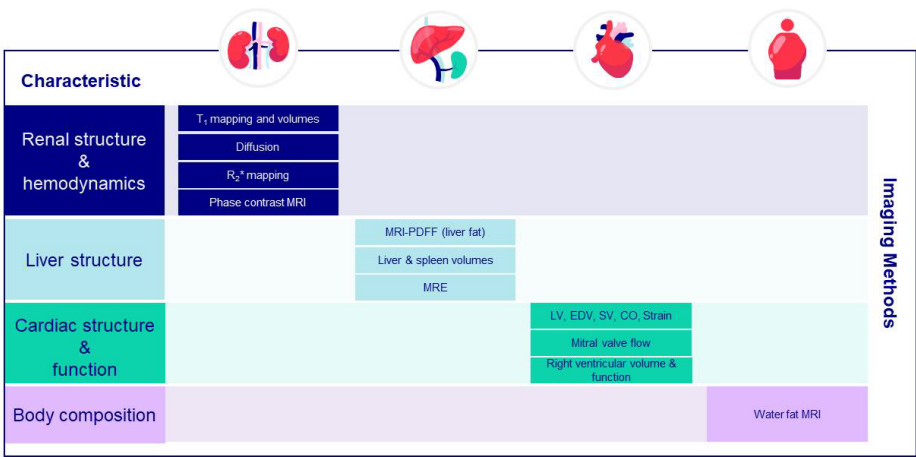 Characteristic
Renal structure
&
hemodynamics
T₁ mapping and volumes
Diffusion
R₂* mapping
Phase contrast MRI
Liver structure
MRI-PDFF (liver fat)
Liver & spleen volumes
MRE
Cardiac structure
&
function
LV, EDV, SV, CO, Strain
Mitral valve flow
Right ventricular volume &
function
Body composition
Water fat MRI
Imaging Methods